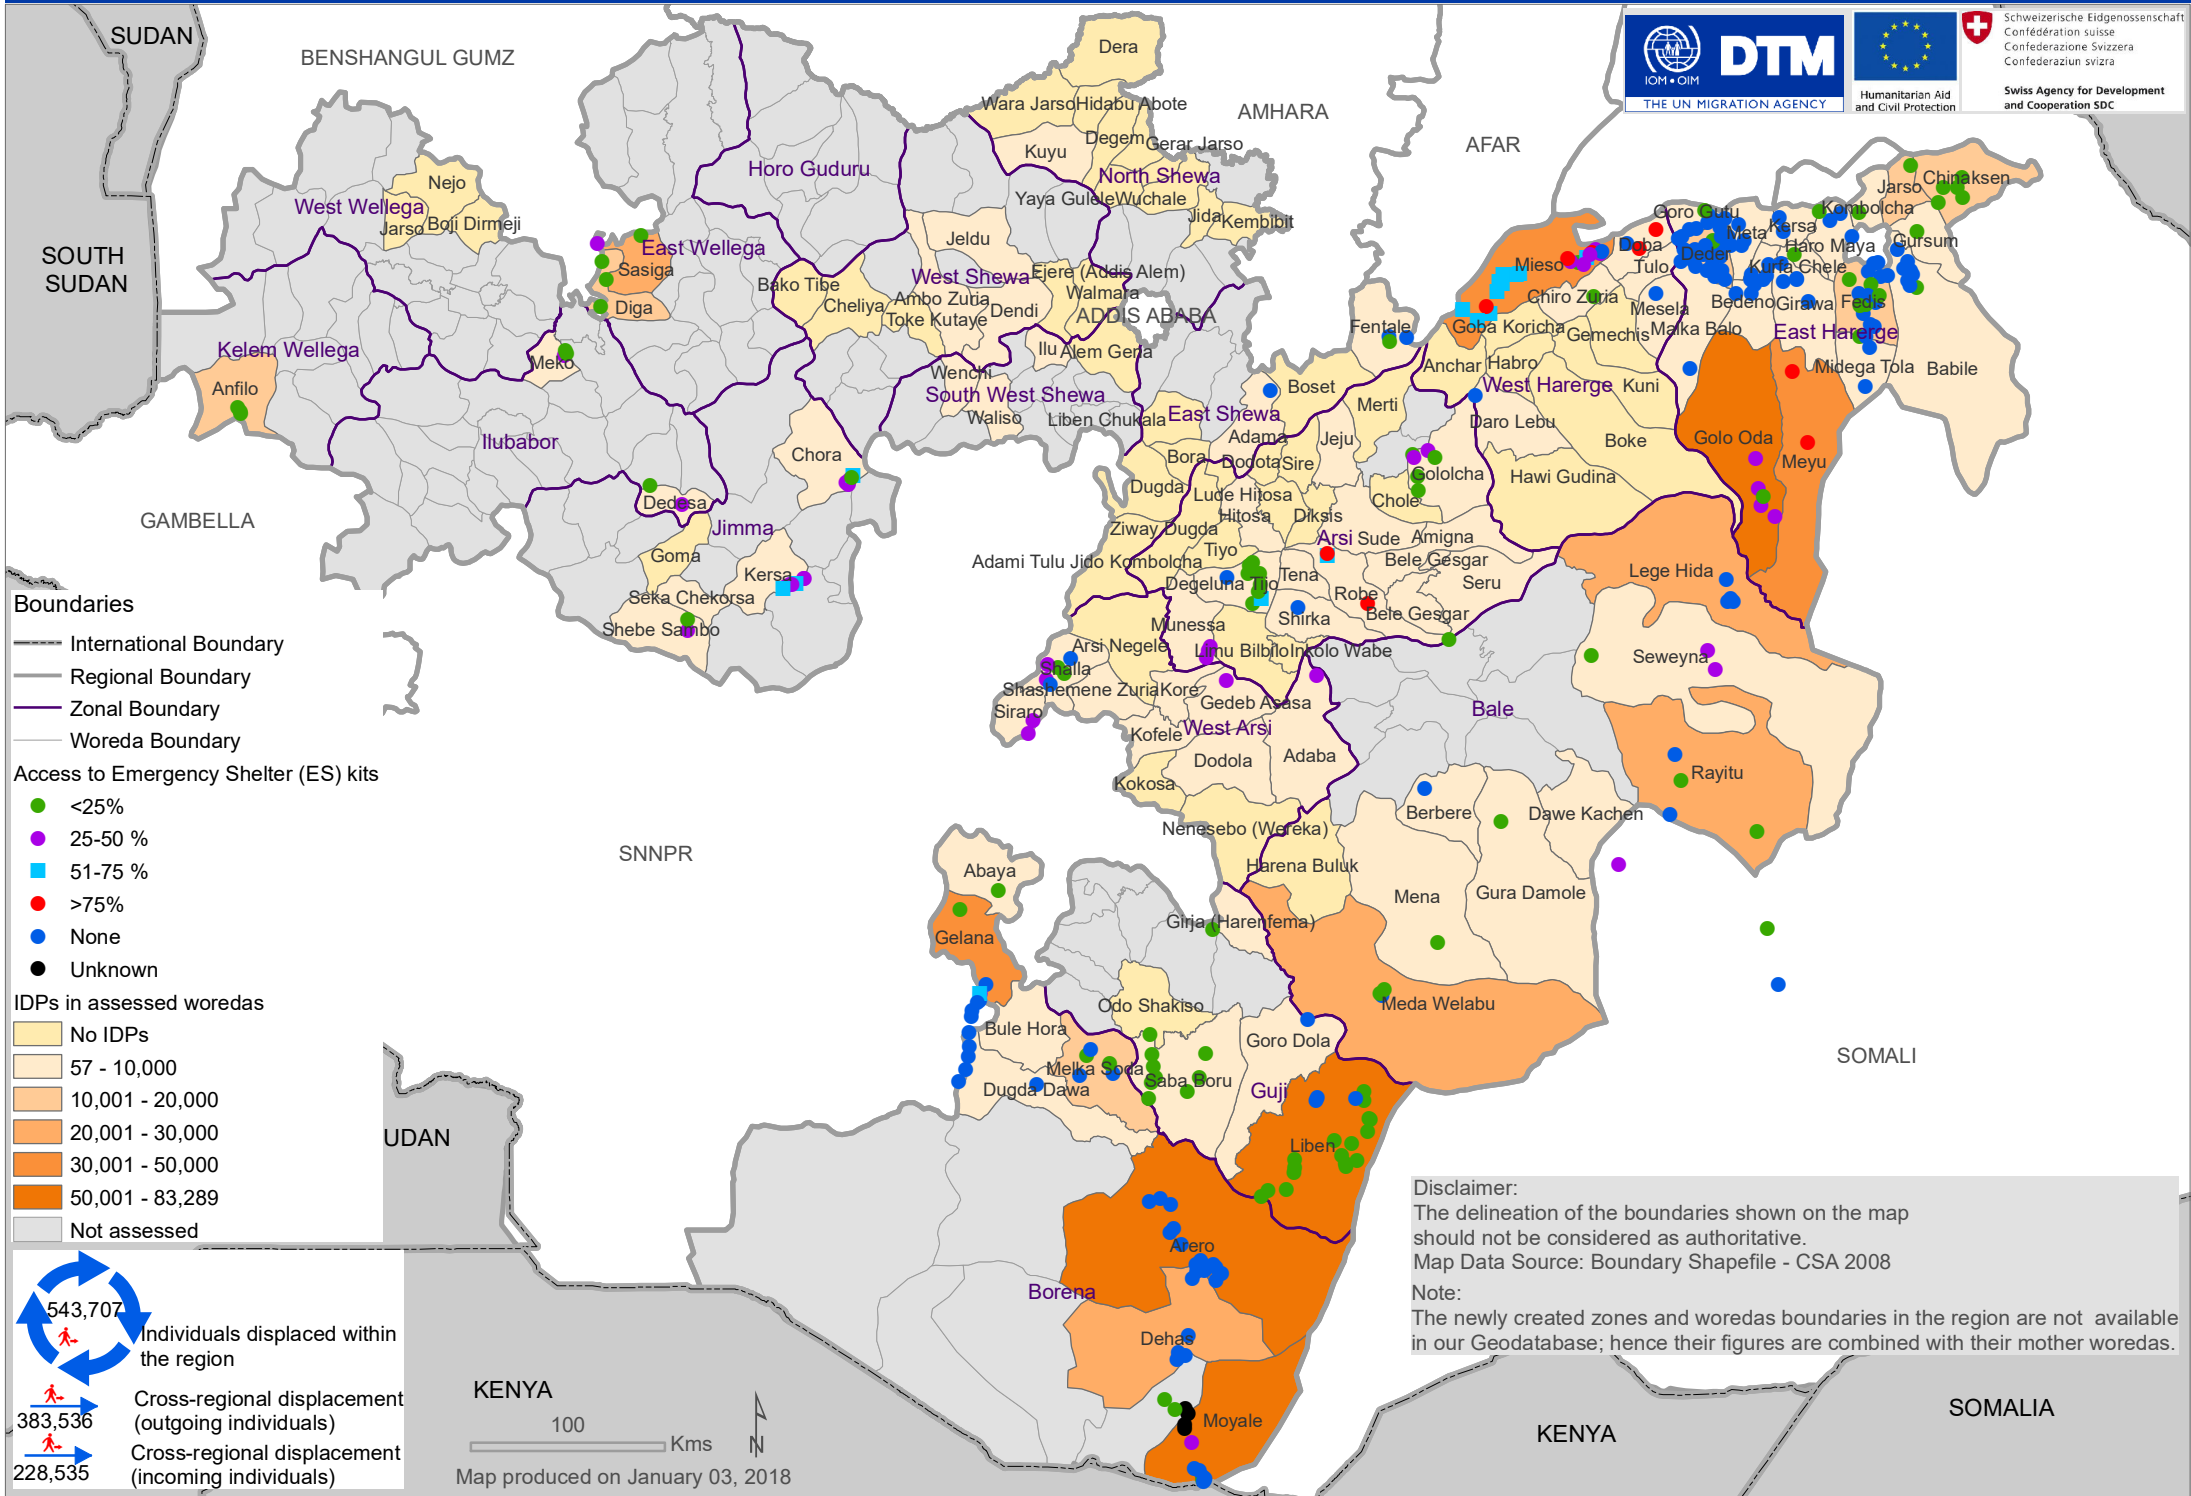 SUDAN
BENSHANGUL GUMZ
Dera
AMHARA
AFAR
IOM • OIM
DTM
THE UN MIGRATION AGENCY
Humanitarian Aid
and Civil Protection
Schweizerische Eidgenossenschaft
Confédération suisse
Confederazione Svizzera
Confederaziun svizra
Swiss Agency for Development
and Cooperation SDC
Wara Jarso
Hidabu Abote
Degem
Gerar Jarso
Kuyu
North Shewa
Yaya Gulele
Wuchale
Jida
Kembibit
Horo Guduru
Nejo
West Wellega
Jarso
Boji Dirmeji
SOUTH
SUDAN
East Wellega
Sasiga
Diga
Jeldu
West Shewa
Ejere (Addis Alem)
Bako Tibe
Cheliya
Ambo Zuria
Toke Kutaye
Dendi
Walmara
ADDIS ABABA
Ilu
Alem Gena
Wenchi
South West Shewa
Waliso
Liben Chukala
Kelem Wellega
Anfilo
Meko
Ilubabor
Chora
Dedesa
Jimma
Goma
Kersa
Seka Chekorsa
Shebe Sambo
GAMBELLA
Chinaksen
Jarso
Kombolcha
Goro Gutu
Meta
Kersa
Haro Maya
Gursum
Doba
Deder
Tulo
Kurfa Chele
Mieso
Chiro Zuria
Mesela
Bedeno
Girawa
Fedis
Goba Koricha
Gemechis
Malka Balo
East Harerge
Fentale
Anchar
Habro
West Harerge
Kuni
Midega Tola
Babile
Boset
Merti
Daro Lebu
Boke
Golo Oda
Meyu
Hawi Gudina
East Shewa
Adama
Jeju
Bora
Dodota
Sire
Gololcha
Chole
Dugda
Lude Hitosa
Hitosa
Diksis
Ziway Dugda
Arsi
Sude
Amigna
Adami Tulu Jido Kombolcha
Tiyo
Bele Gesgar
Degeluna Tijo
Tena
Seru
Robe
Bele Gesgar
Shirka
Munessa
Limu Bilbilo
Inkolo Wabe
Arsi Negele
Shalla
Shashemene Zuria
Kore
Siraro
Gedeb Asasa
Kofele
West Arsi
Dodola
Adaba
Kokosa
Nenesebo (Wereka)
Harena Buluk
Lege Hida
Seweyna
Bale
Rayitu
Berbere
Dawe Kachen
Mena
Gura Damole
Meda Welabu
SNNPR
Abaya
Gelana
Girja (Harenfema)
Odo Shakiso
Bule Hora
Goro Dola
Melka Soda
Dugda Dawa
Saba Boru
Guji
Liben
SOMALI
Arero
Borena
Dehas
Moyale
Boundaries
International Boundary
Regional Boundary
Zonal Boundary
Woreda Boundary
Access to Emergency Shelter (ES) kits
<25%
25-50 %
51-75 %
>75%
None
Unknown
IDPs in assessed woredas
No IDPs
57 - 10,000
10,001 - 20,000
20,001 - 30,000
30,001 - 50,000
50,001 - 83,289
Not assessed
UDAN
543,707
Individuals displaced within
the region
383,536
Cross-regional displacement
(outgoing individuals)
228,535
Cross-regional displacement
(incoming individuals)
KENYA
100
Kms
N
Map produced on January 03, 2018
Disclaimer:
The delineation of the boundaries shown on the map
should not be considered as authoritative.
Map Data Source: Boundary Shapefile - CSA 2008
Note:
The newly created zones and woredas boundaries in the region are not available
in our Geodatabase; hence their figures are combined with their mother woredas.
KENYA
SOMALIA